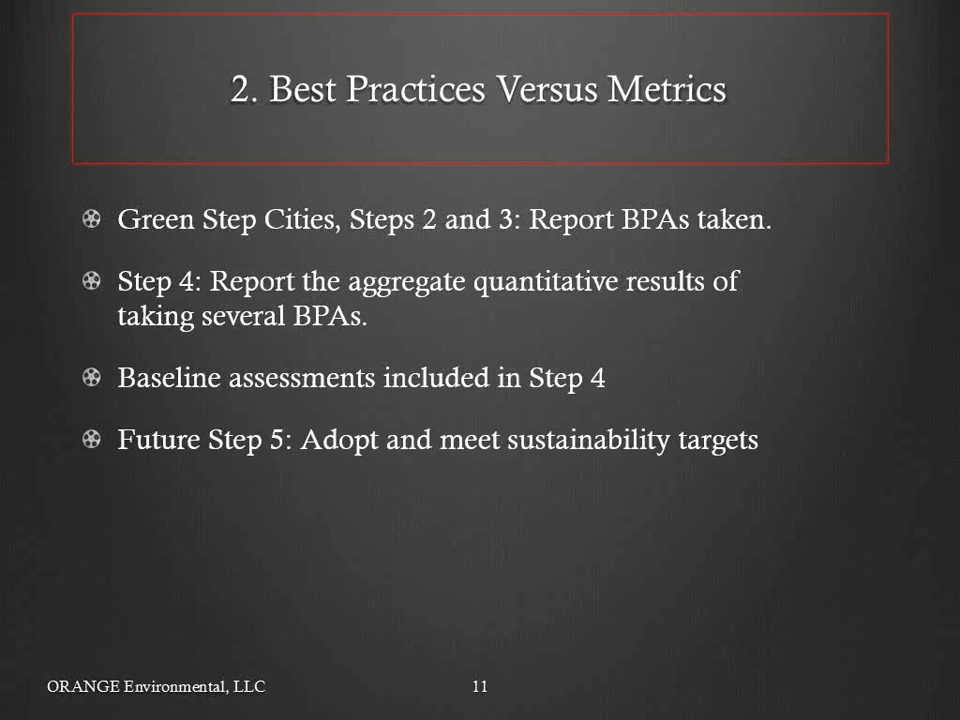 2. Best Practices Versus Metrics
Green Step Cities, Steps 2 and 3: Report BPAs taken.
Step 4: Report the aggregate quantitative results of
taking several BPAs.
Baseline assessments included in Step 4
Future Step 5: Adopt and meet sustainability targets
ORANGE Environmental, LLC
11